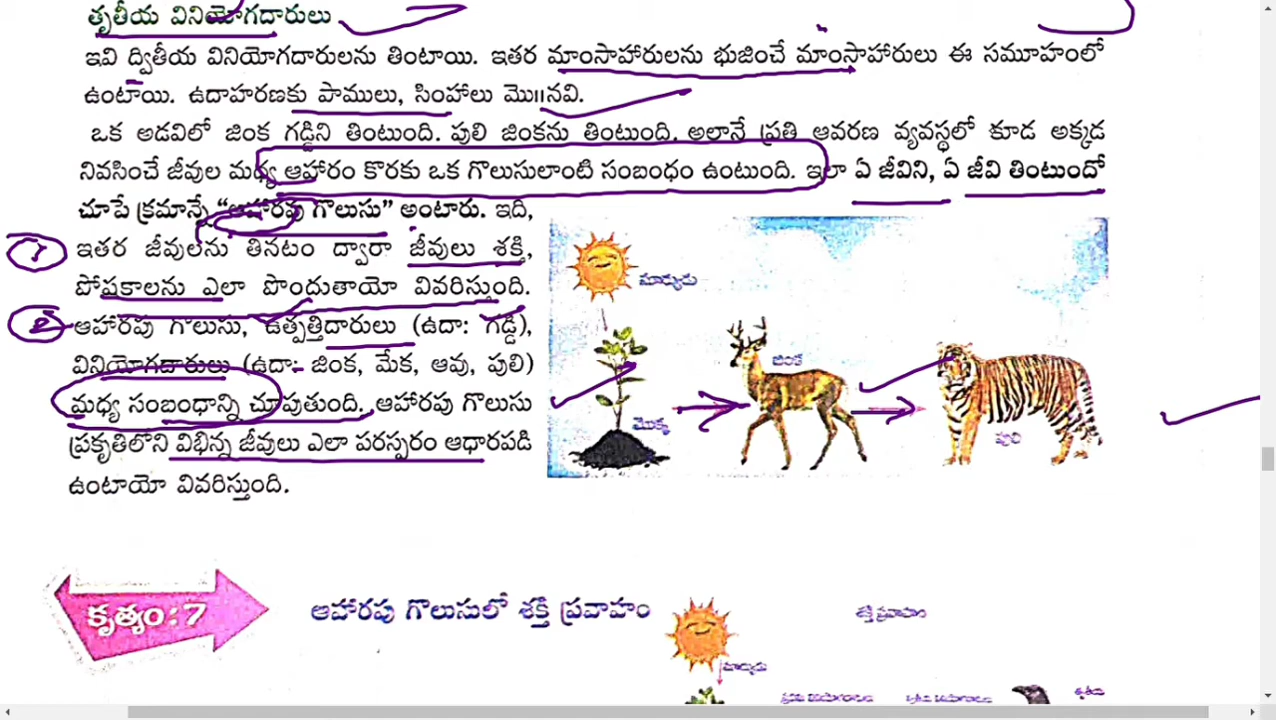 తృతీయ వినియోగదారులు
ఇవి ద్వితీయ వినియోగదారులను తింటాయి. ఇతర మాంసాహారులను భుజించే మాంసాహారులు ఈ సమూహంలో
ఉంటాయి. ఉదాహరణకు పాములు, సింహాలు మొ॥నవి.
ఒక అడవిలో జింక గడ్డిని తింటుంది. పులి జింకను తింటుంది. అలానే ప్రతి ఆవరణ వ్యవస్థలో కూడ అక్కడ
నివసించే జీవుల మధ్య ఆహారం కొరకు ఒక గొలుసులాంటి సంబంధం ఉంటుంది. ఇలా ఏ జీవిని, ఏ జీవి తింటుందో
చూపే క్రమాన్నే “ఆహారపు గొలుసు” అంటారు. ఇది,
ఇతర జీవులను తినటం ద్వారా జీవులు శక్తి,
పోషకాలను ఎలా పొందుతాయో వివరిస్తుంది.
ఆహారపు గొలుసు, ఉత్పత్తిదారులు (ఉదా: గడ్డి),
వినియోగదారులు (ఉదా:- జింక, మేక, ఆవు, పులి)
మధ్య సంబంధాన్ని చూపుతుంది. ఆహారపు గొలుసు
ప్రకృతిలోని విభిన్న జీవులు ఎలా పరస్పరం ఆధారపడి
ఉంటాయో వివరిస్తుంది.
సూర్యుడు
జింక
మొక్క
పులి
కృత్యం:7
ఆహారపు గొలుసులో శక్తి ప్రవాహం
శక్తి ప్రవాహం
సూర్యుడు